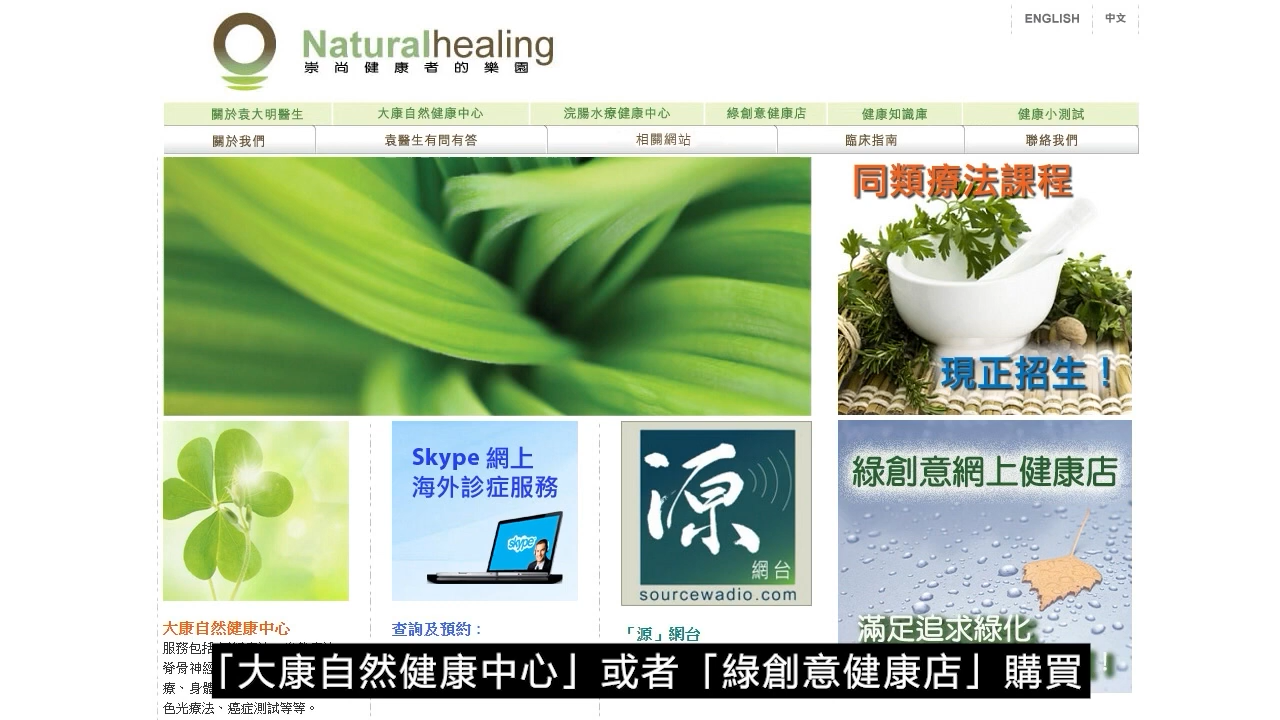 ENGLISH 中文
Naturalhealing
崇尚健康者的樂園
關於袁大明醫生 大康自然健康中心 浣腸水療健康中心 綠創意健康店 健康知識庫 健康小測試
關於我們 袁醫生有問有答 相關網站 臨床指南 聯絡我們
同類療法課程
現正招生！
Skype 網上
海外診症服務
skype
源
網台
sourcewadio.com
綠創意網上健康店
滿足追求綠化
大康自然健康中心
服務包括
脊骨神經
療、身體
色光療法、癌症測試等等。
查詢及預約：
「源」網台
「大康自然健康中心」或者「綠創意健康店」購買